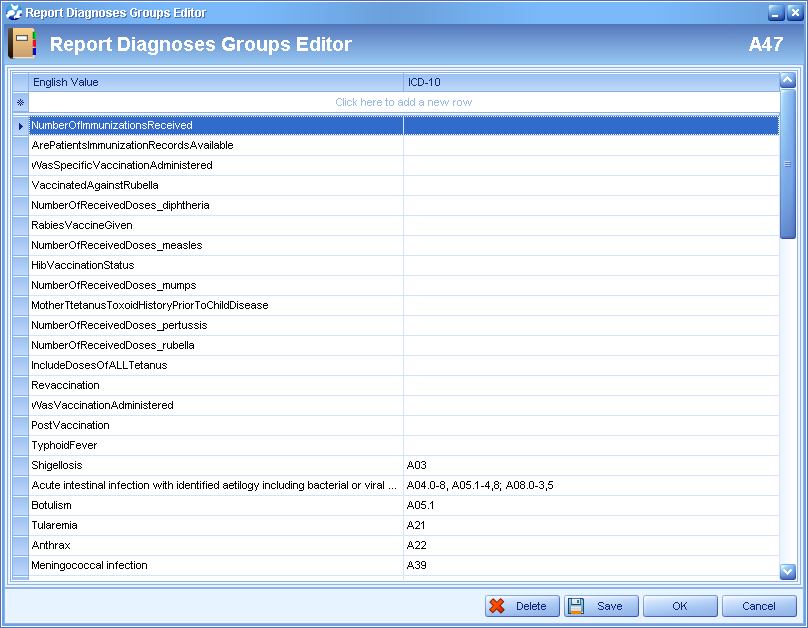 Report Diagnoses Groups Editor
Report Diagnoses Groups Editor A47
English Value ICD-10
Click here to add a new row
NumberOfImmunizationsReceived
ArePatientsImmunizationRecordsAvailable
WasSpecificVaccinationAdministered
VaccinatedAgainstRubella
NumberOfReceivedDoses_diphtheria
RabiesVaccineGiven
NumberOfReceivedDoses_measles
HibVaccinationStatus
NumberOfReceivedDoses_mumps
MotherTtetanusToxoidHistoryPriorToChildDisease
NumberOfReceivedDoses_pertussis
NumberOfReceivedDoses_rubella
IncludeDosesOfALLTetanus
Revaccination
WasVaccinationAdministered
PostVaccination
TyphoidFever
Shigellosis A03
Acute intestinal infection with identified aetilogy including bacterial or viral ... A04.0-8, A05.1-4,8; A08.0-3,5
Botulism A05.1
Tularemia A21
Anthrax A22
Meningococcal infection A39
Delete Save OK Cancel